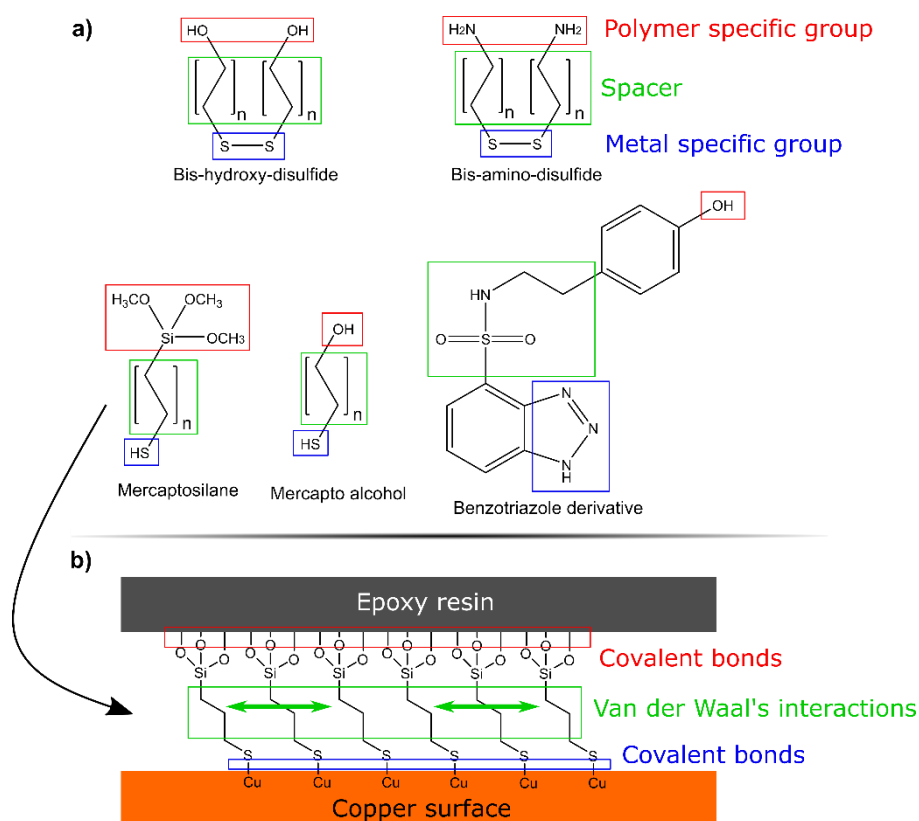 a)
HO OH
Polymer specific group
H2N NH2
n n
n n
Spacer
S S
S S
Metal specific group
Bis-hydroxy-disulfide
Bis-amino-disulfide
OH
H3CO OCH3
Si OCH3
OH
HN
O S O
n
n
HS
HS
N
N
N
H
Mercaptosilane
Mercapto alcohol
Benzotriazole derivative
b)
Epoxy resin
O O O O O O O O O O O O O O O O O O
Si Si Si Si Si Si
Covalent bonds
Van der Waal's interactions
S S S S S S
Covalent bonds
Cu Cu Cu Cu Cu Cu
Copper surface